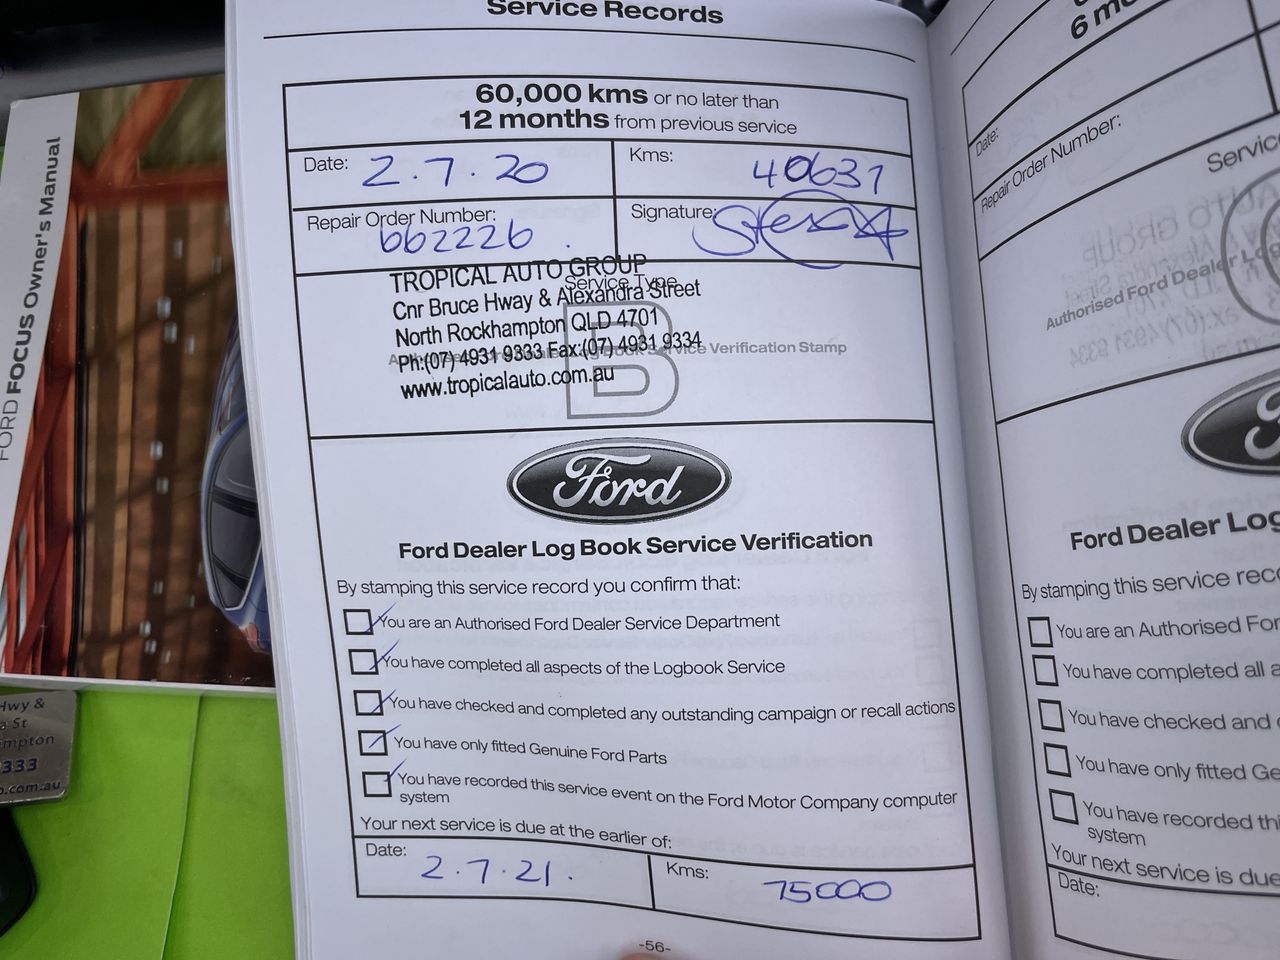 Service Records
60,000 kms or no later than
12 months from previous service
Date: 2.7.20
Kms: 40631
Repair Order Number: 662226.
Signature:
Service Type
B
TROPICAL AUTO GROUP
Cnr Bruce Hway & Alexandra Street
North Rockhampton QLD 4701
Ph:(07) 4931 9333 Fax:(07) 4931 9334
www.tropicalauto.com.au
Service Verification Stamp
Ford
Ford Dealer Log Book Service Verification
By stamping this service record you confirm that:
You are an Authorised Ford Dealer Service Department
You have completed all aspects of the Logbook Service
You have checked and completed any outstanding campaign or recall actions
You have only fitted Genuine Ford Parts
You have recorded this service event on the Ford Motor Company computer
system
Your next service is due at the earlier of:
Date: 2.7.21.
Kms: 75000
-56-
FORD FOCUS Owner's Manual
Hwy &
St
333
.com.au
Date:
Repair Order Number:
Authorised Ford Dealer
Ford Dealer
By stamping this service
You are an Authorised
You have completed all
You have checked and
You have only fitted
You have recorded
system
Your next service is due
Date: